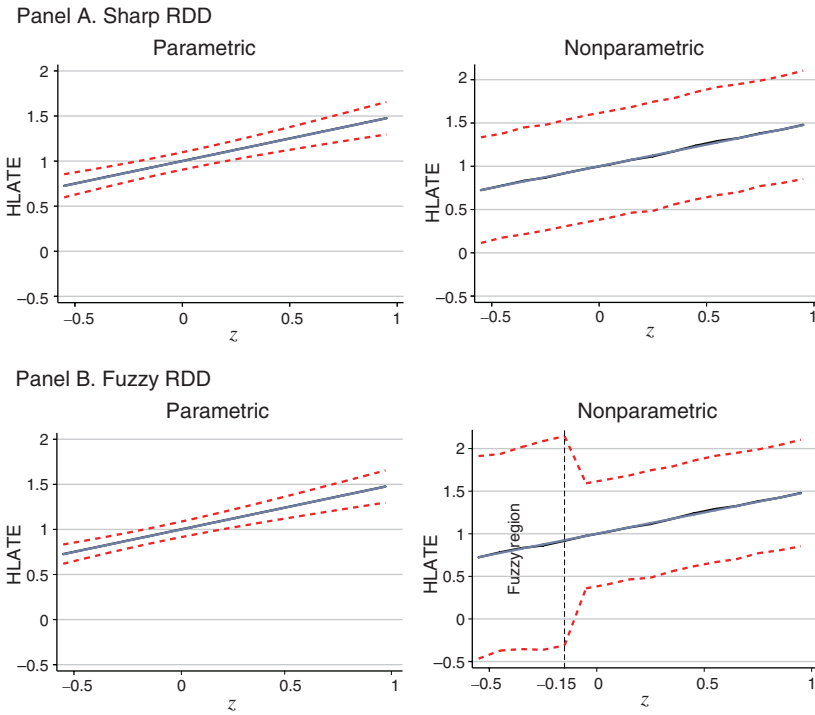 Panel A. Sharp RDD
Parametric
2
1.5
1
0.5
0
−0.5
HLATE
−0.5 0 0.5 1
z
Nonparametric
2
1.5
1
0.5
0
−0.5
HLATE
−0.5 0 0.5 1
z
Panel B. Fuzzy RDD
Parametric
2
1.5
1
0.5
0
−0.5
HLATE
−0.5 0 0.5 1
z
Nonparametric
2
1.5
1
0.5
0
−0.5
HLATE
Fuzzy region
−0.5 −0.15 0 0.5 1
z